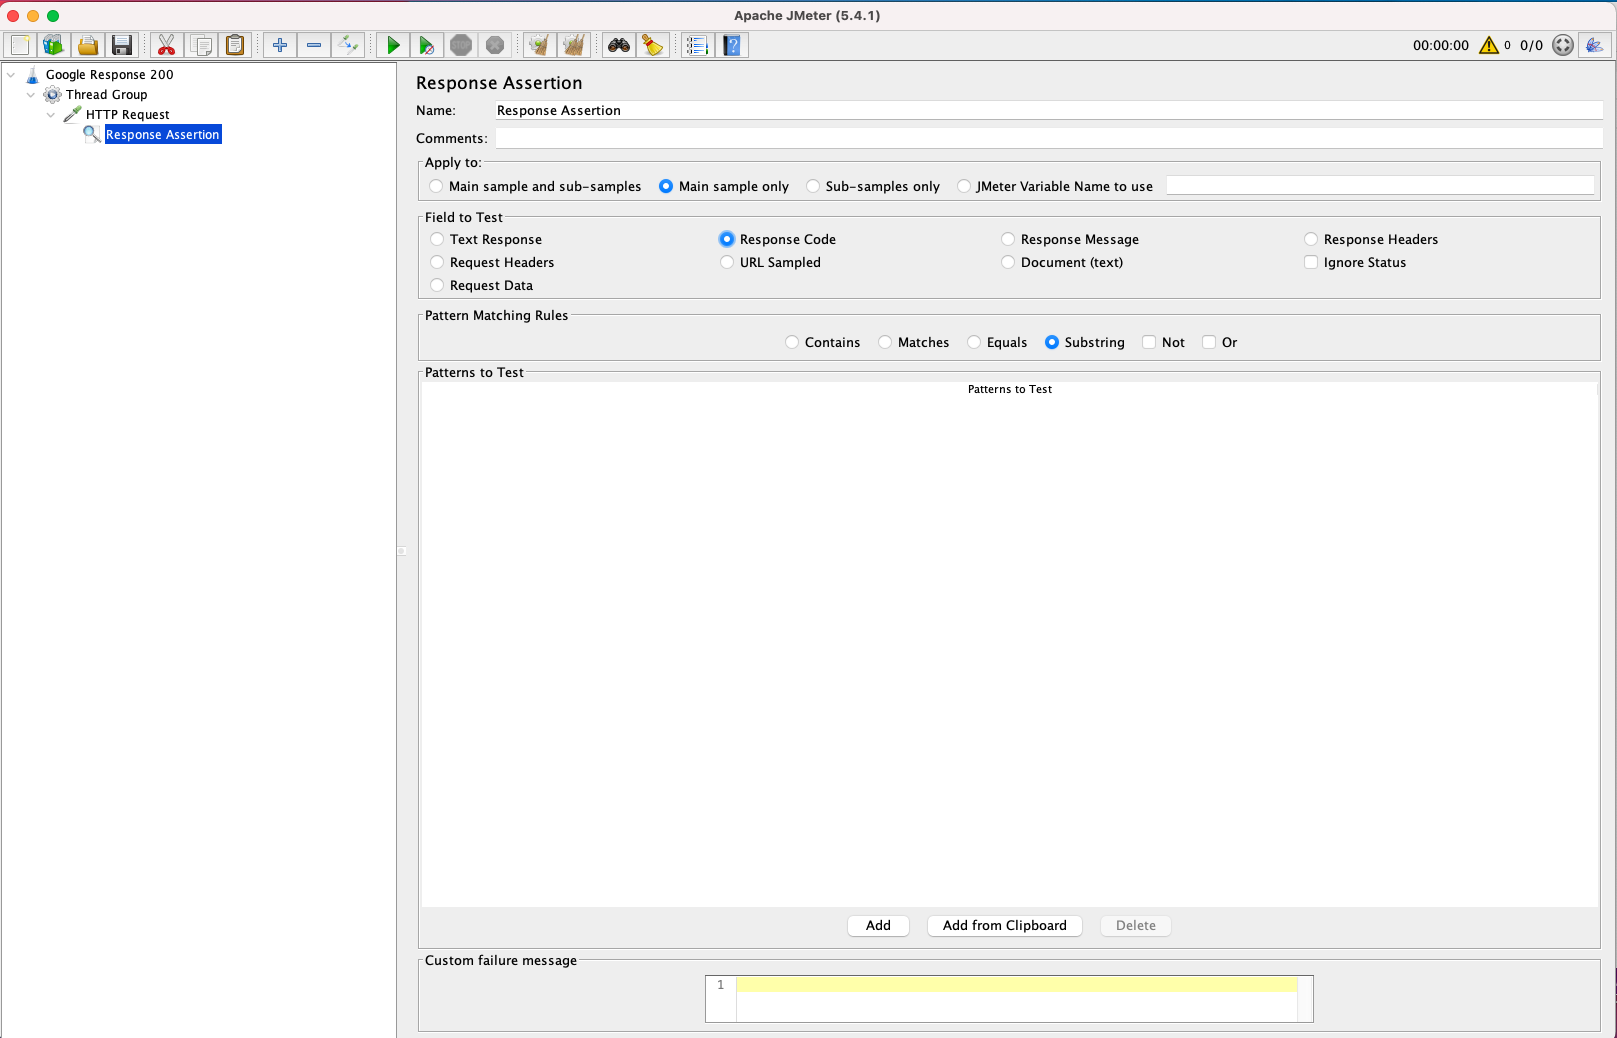 Apache JMeter (5.4.1)
STOP
?
00:00:00 0 0/0
Google Response 200
Thread Group
HTTP Request
Response Assertion
Response Assertion
Name: Response Assertion
Comments:
Apply to:
Main sample and sub-samples Main sample only Sub-samples only JMeter Variable Name to use
Field to Test
Text Response Response Code Response Message Response Headers
Request Headers URL Sampled Document (text) Ignore Status
Request Data
Pattern Matching Rules
Contains Matches Equals Substring Not Or
Patterns to Test
Patterns to Test
Add Add from Clipboard Delete
Custom failure message
1